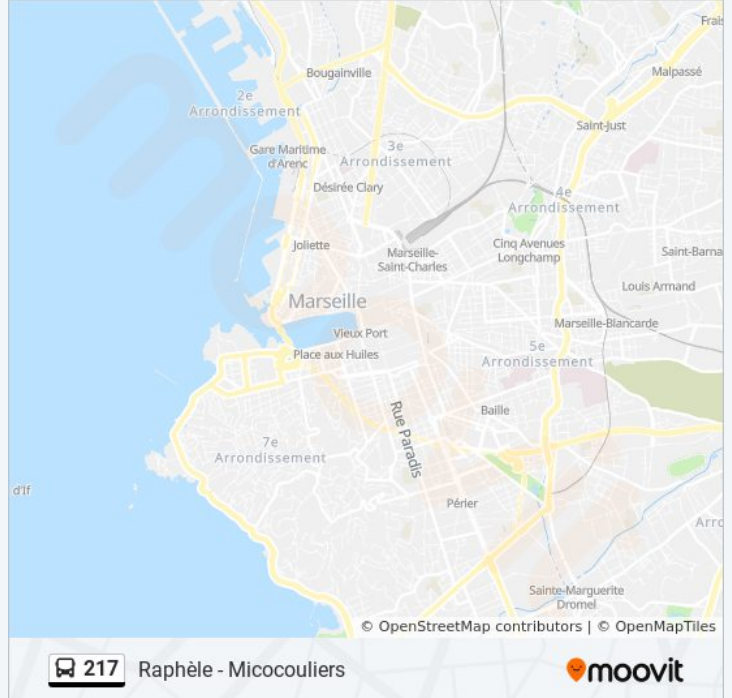 Frais
Bougainville
Malpassé
2e
Arrondissement
Saint-Just
Gare Maritime
d'Arenc
3e
Arrondissement
Désirée Clary
4e
Arrondissement
Joliette
Marseille-
Saint-Charles
Cinq Avenues
Longchamp
Saint-Barna
Louis Armand
Marseille
Marseille-Blancarde
Vieux Port
Place aux Huiles
5e
Arrondissement
Rue Paradis
Baille
7e
Arrondissement
d'If
Périer
Arro
Sainte-Marguerite
Dromel
© OpenStreetMap contributors | © OpenMapTiles
217 Raphèle - Micocouliers
moovit